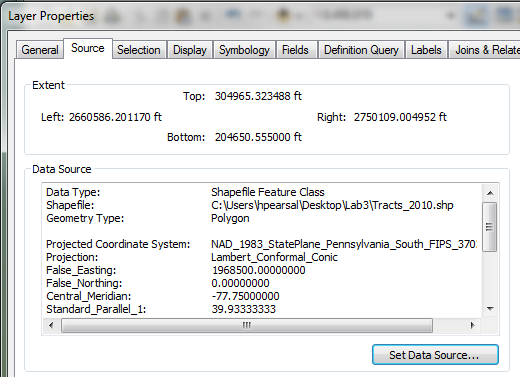 Layer Properties
General Source Selection Display Symbology Fields Definition Query Labels Joins & Relate
Extent
Top: 304965.323488 ft
Left: 2660586.201170 ft Right: 2750109.004952 ft
Bottom: 204650.555000 ft
Data Source
Data Type: Shapefile Feature Class
Shapefile: C:\Users\hpearsal\Desktop\Lab3\Tracts_2010.shp
Geometry Type: Polygon
Projected Coordinate System: NAD_1983_StatePlane_Pennsylvania_South_FIPS_370
Projection: Lambert_Conformal_Conic
False_Easting: 1968500.00000000
False_Northing: 0.00000000
Central_Meridian: -77.75000000
Standard_Parallel_1: 39.93333333
Set Data Source...